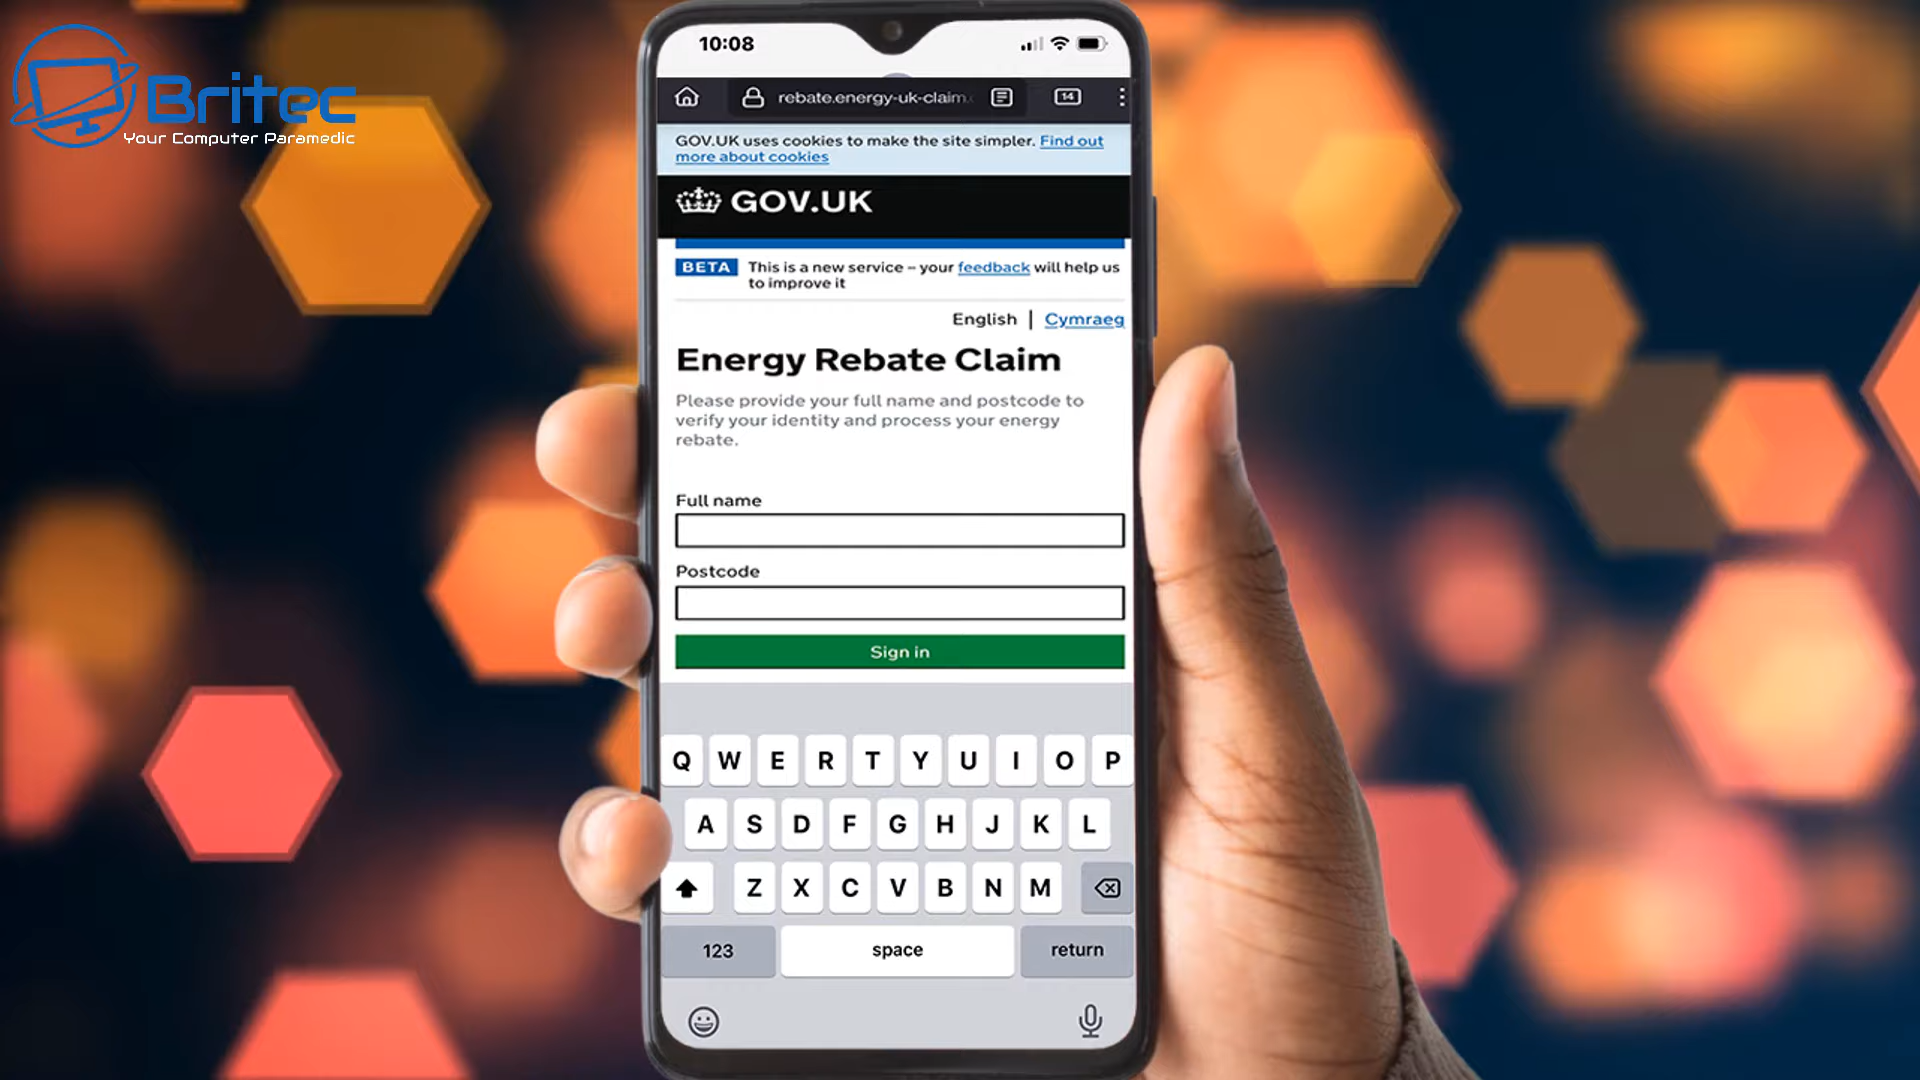 Britec
Your Computer Paramedic
10:08
rebate.energy-uk-claim.
14
GOV.UK uses cookies to make the site simpler. Find out
more about cookies
GOV.UK
BETA This is a new service – your feedback will help us
to improve it
English | Cymraeg
Energy Rebate Claim
Please provide your full name and postcode to
verify your identity and process your energy
rebate.
Full name
Postcode
Sign in
Q W E R T Y U I O P
A S D F G H J K L
Z X C V B N M
123 space return